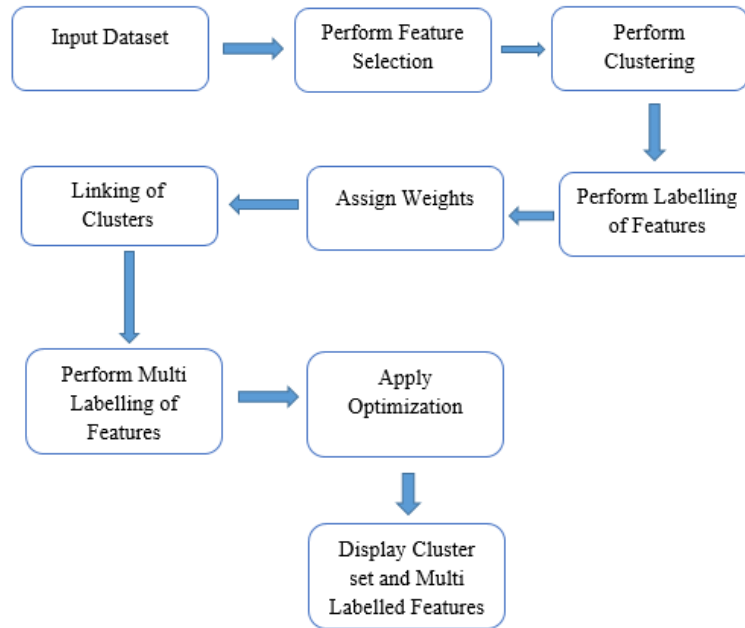 Input Dataset
Perform Feature
Selection
Perform
Clustering
Perform Labelling
of Features
Assign Weights
Linking of
Clusters
Perform Multi
Labelling of
Features
Apply
Optimization
Display Cluster
set and Multi
Labelled Features